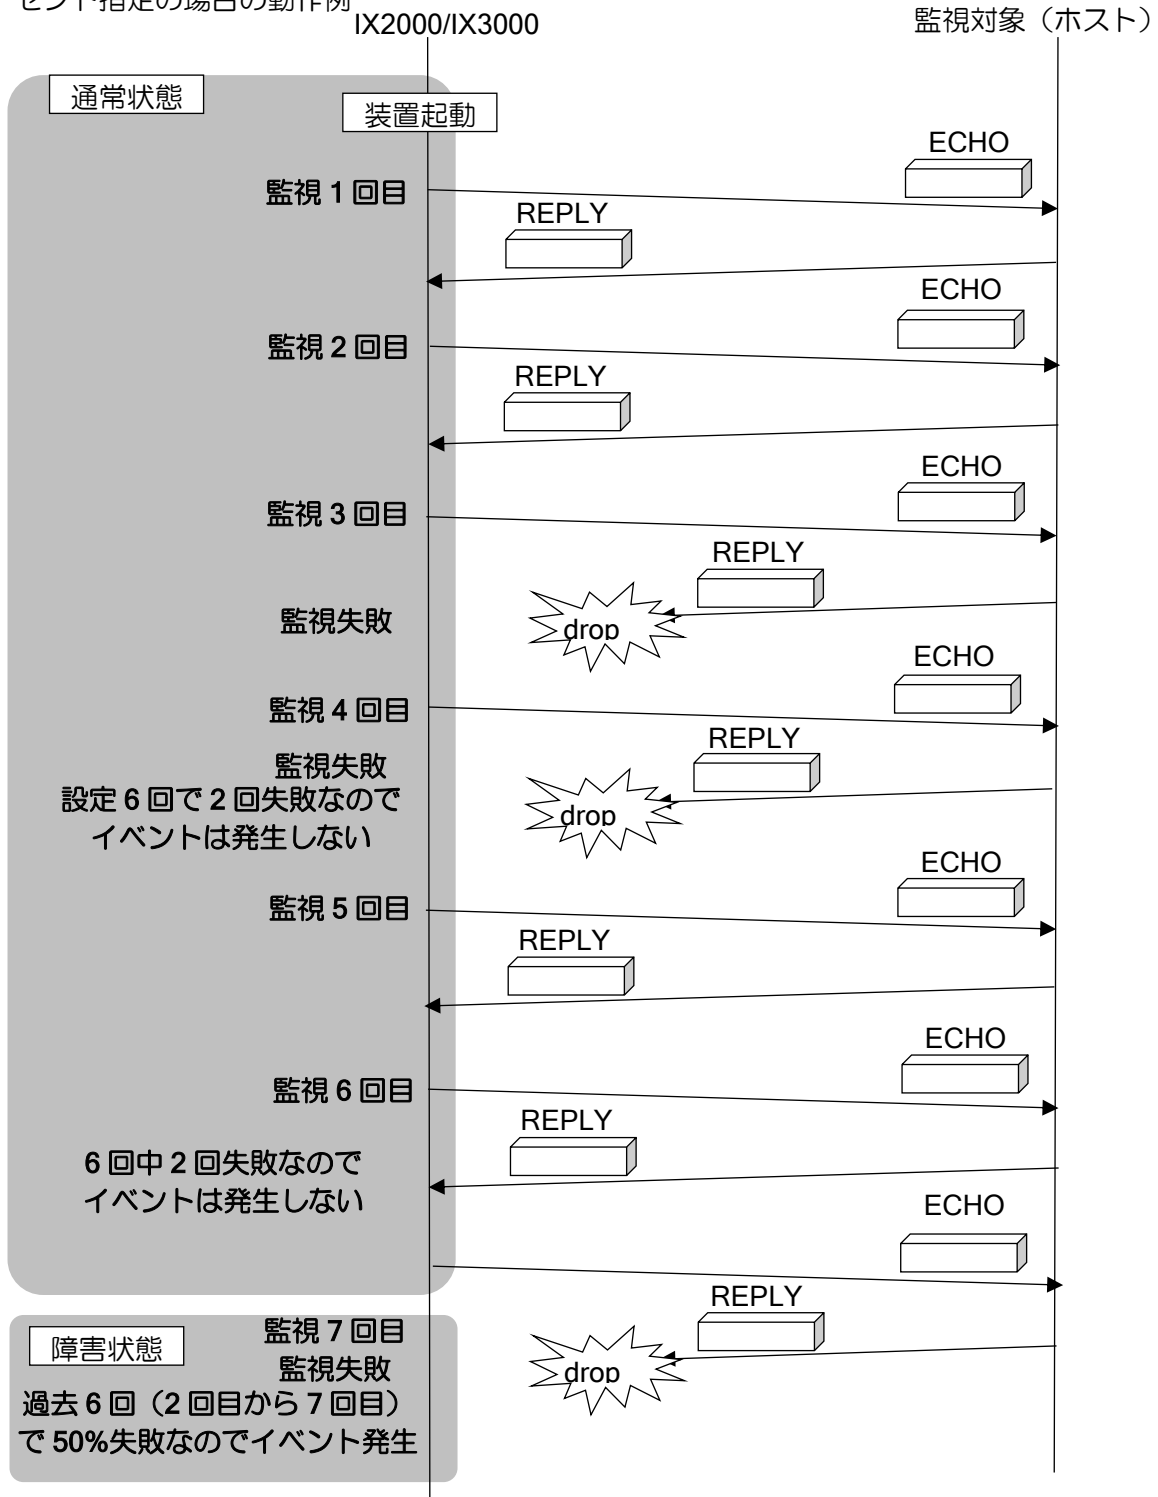 セント指定の場合の動作例
IX2000/IX3000
監視対象（ホスト）
通常状態
装置起動
ECHO
監視 1 回目
REPLY
ECHO
監視 2 回目
REPLY
ECHO
監視 3 回目
REPLY
監視失敗
drop
ECHO
監視 4 回目
REPLY
監視失敗
設定 6 回で 2 回失敗なので
イベントは発生しない
drop
ECHO
監視 5 回目
REPLY
ECHO
監視 6 回目
REPLY
6 回中 2 回失敗なので
イベントは発生しない
ECHO
REPLY
障害状態
監視 7 回目
監視失敗
drop
過去 6 回（2 回目から 7 回目）
で 50%失敗なのでイベント発生